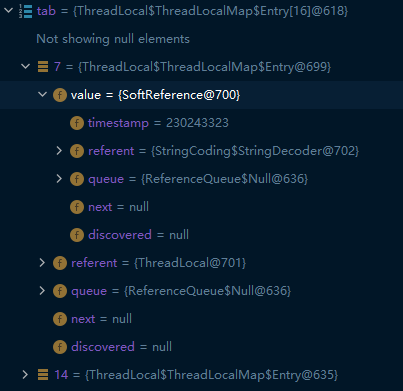 tab = {ThreadLocal$ThreadLocalMap$Entry[16]@618}
Not showing null elements
7 = {ThreadLocal$ThreadLocalMap$Entry@699}
f value = {SoftReference@700}
f timestamp = 230243323
f referent = {StringCoding$StringDecoder@702}
f queue = {ReferenceQueue$Null@636}
f next = null
f discovered = null
f referent = {ThreadLocal@701}
f queue = {ReferenceQueue$Null@636}
f next = null
f discovered = null
14 = {ThreadLocal$ThreadLocalMap$Entry@635}